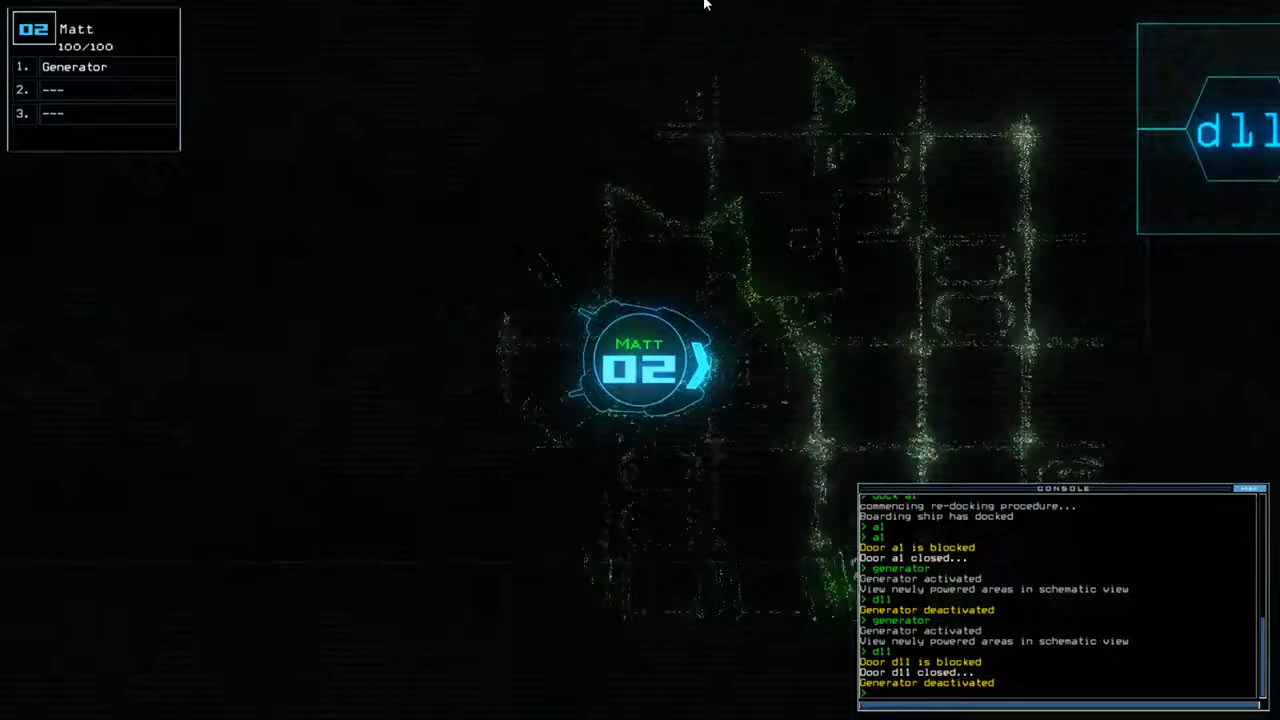 02 Matt
100/100
1. Generator
2. ---
3. ---
Matt
02
d11
CONSOLE
> dock a1
commencing re-docking procedure...
Boarding ship has docked
> a1
> a1
Door a1 is blocked
Door a1 closed...
> generator
Generator activated
View newly powered areas in schematic view
> d11
Generator deactivated
> generator
Generator activated
View newly powered areas in schematic view
> d11
Door d11 is blocked
Door d11 closed...
Generator deactivated
>